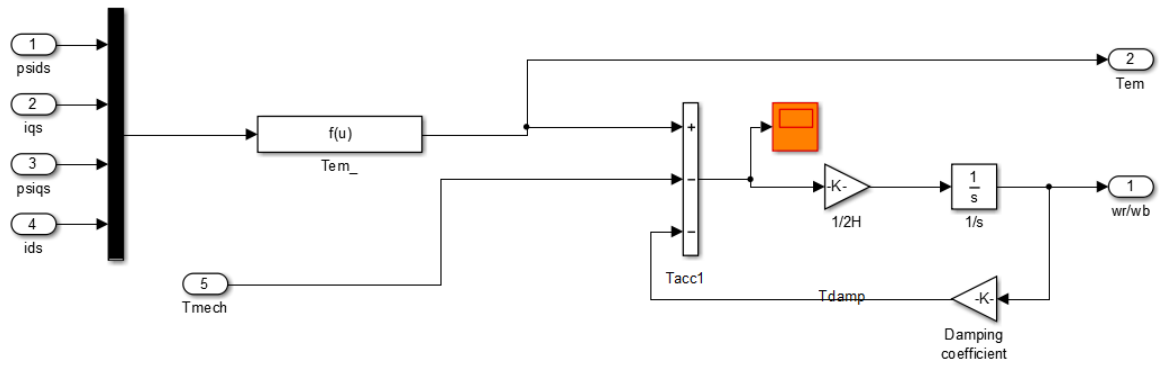 1
psids
2
iqs
3
psiqs
4
ids
f(u)
Tem_
5
Tmech
+
−
−
Tacc1
-K-
1/2H
1
s
1/s
2
Tem
1
wr/wb
Tdamp
-K-
Damping
coefficient